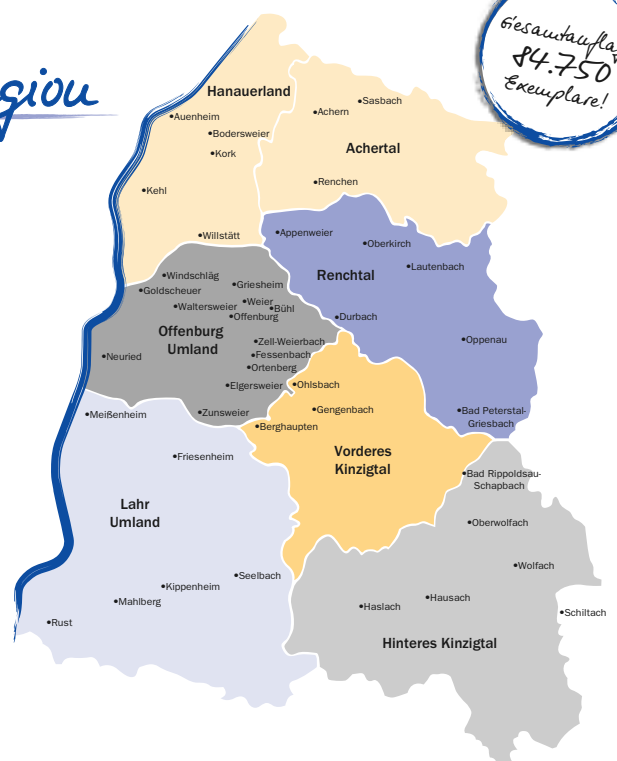 Exemplare!
84.750
Hanauerland
Sasbach
Achern
Auenheim
Bodersweier
Achertal
Kork
Renchen
Kehl
Appenweier
Willstätt
Oberkirch
Lautenbach
Renchtal
Windschläg
Griesheim
Goldscheuer
Weier
Waltersweier
Bühl
Offenburg
Durbach
Offenburg
Umland
Zell-Weierbach
Oppenau
Fessenbach
Neuried
Ortenberg
Elgersweier
Ohlsbach
Gengenbach
Bad Peterstal-
Griesbach
Zunsweier
Meißenheim
Berghaupten
Vorderes
Kinzigtal
Friesenheim
Bad Rippoldsau-
Schapbach
Lahr
Umland
Oberwolfach
Wolfach
Seelbach
Kippenheim
Hausach
Mahlberg
Haslach
Schiltach
Rust
Hinteres Kinzigtal